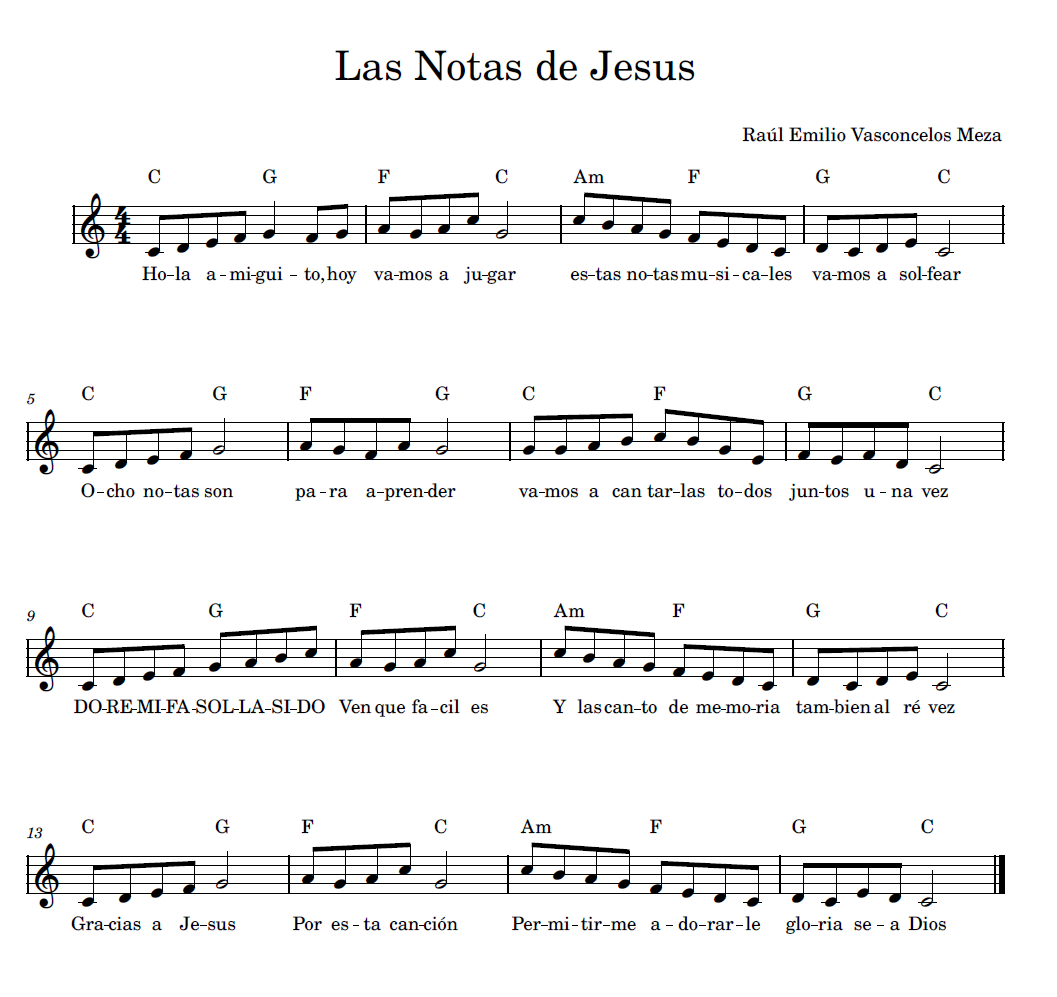 Las Notas de Jesus
Raúl Emilio Vasconcelos Meza
C G F C Am F G C
4
4
Ho-la a-mi-gui-to, hoy va-mos a ju-gar es-tas no-tas mu-si-ca-les va-mos a sol-fear
C G F G C F G C
5
O-cho no-tas son pa-ra a-pren-der va-mos a can tar-las to-dos jun-tos u-na vez
C G F C Am F G C
9
DO-RE-MI-FA-SOL-LA-SI-DO Ven que fa-cil es Y las can-to de me-mo-ria tam-bien al ré vez
C G F C Am F G C
13
Gra-cias a Je-sus Por es-ta can-ción Per-mi-tir-me a-do-rar-le glo-ria se-a Dios